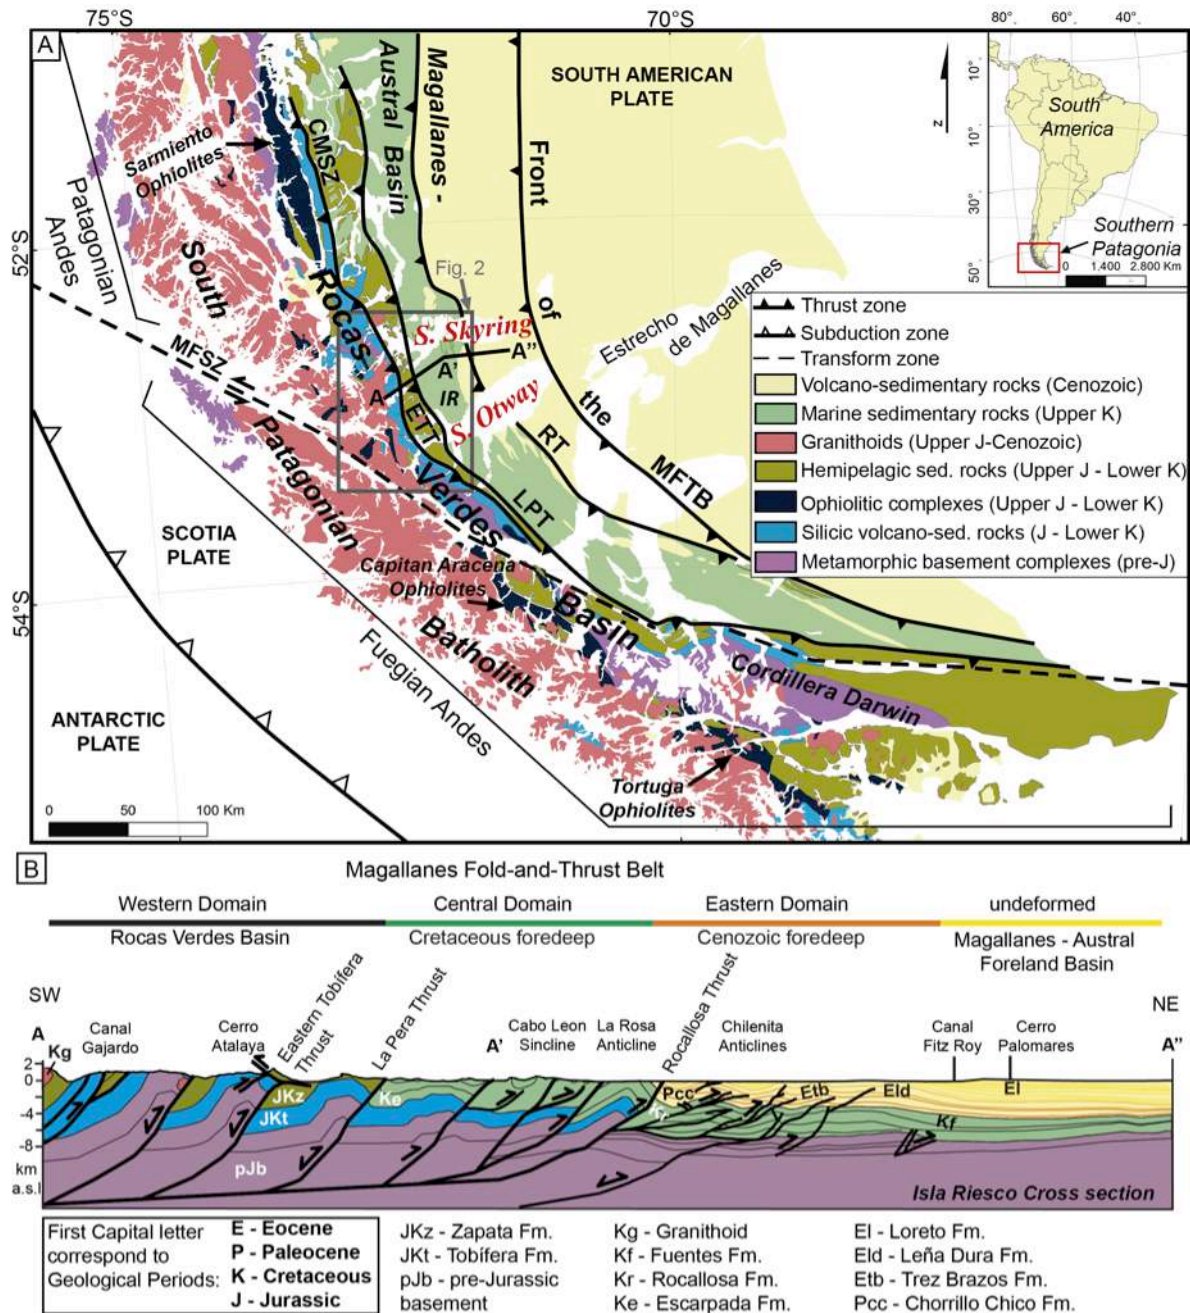 75°S
70°S
80°
60°
40°
A
10°
10°
30°
50°
N
South
America
Southern
Patagonia
0 1.400 2.800 Km
SOUTH AMERICAN
PLATE
Magallanes -
Austral Basin
CMSZ
Sarmiento
Ophiolites
Patagonian
Andes
52°S
South
Patagonian
Batholith
Rocas
Verdes
Basin
Fig. 2
S. Skyring
A
A'
A"
IR
S. Otway
ETT
LPT
RT
MFSZ
Front
of
the
MFTB
Estrecho
de Magallanes
Thrust zone
Subduction zone
Transform zone
Volcano-sedimentary rocks (Cenozoic)
Marine sedimentary rocks (Upper K)
Granithoids (Upper J-Cenozoic)
Hemipelagic sed. rocks (Upper J - Lower K)
Ophiolitic complexes (Upper J - Lower K)
Silicic volcano-sed. rocks (J - Lower K)
Metamorphic basement complexes (pre-J)
SCOTIA
PLATE
54°S
Capitan Aracena
Ophiolites
Fuegian Andes
Cordillera Darwin
ANTARCTIC
PLATE
Tortuga
Ophiolites
0 50 100 Km
B
Magallanes Fold-and-Thrust Belt
Western Domain
Central Domain
Eastern Domain
undeformed
Rocas Verdes Basin
Cretaceous foredeep
Cenozoic foredeep
Magallanes - Austral
Foreland Basin
SW
NE
A
Kg
Canal
Gajardo
Cerro
Atalaya
Eastern Tobífera
Thrust
La Pera Thrust
A'
Cabo Leon
Sincline
La Rosa
Anticline
Rocallosa Thrust
Chilenita
Anticlines
Canal
Fitz Roy
Cerro
Palomares
A"
2
0
-4
-8
km
a.s.l
JKz
JKt
pJb
Ke
Kr
Pcc
Etb
Eld
Kf
El
Isla Riesco Cross section
First Capital letter
correspond to
Geological Periods:
E - Eocene
P - Paleocene
K - Cretaceous
J - Jurassic
JKz - Zapata Fm.
JKt - Tobífera Fm.
pJb - pre-Jurassic
basement
Kg - Granithoid
Kf - Fuentes Fm.
Kr - Rocallosa Fm.
Ke - Escarpada Fm.
El - Loreto Fm.
Eld - Leña Dura Fm.
Etb - Trez Brazos Fm.
Pcc - Chorrillo Chico Fm.